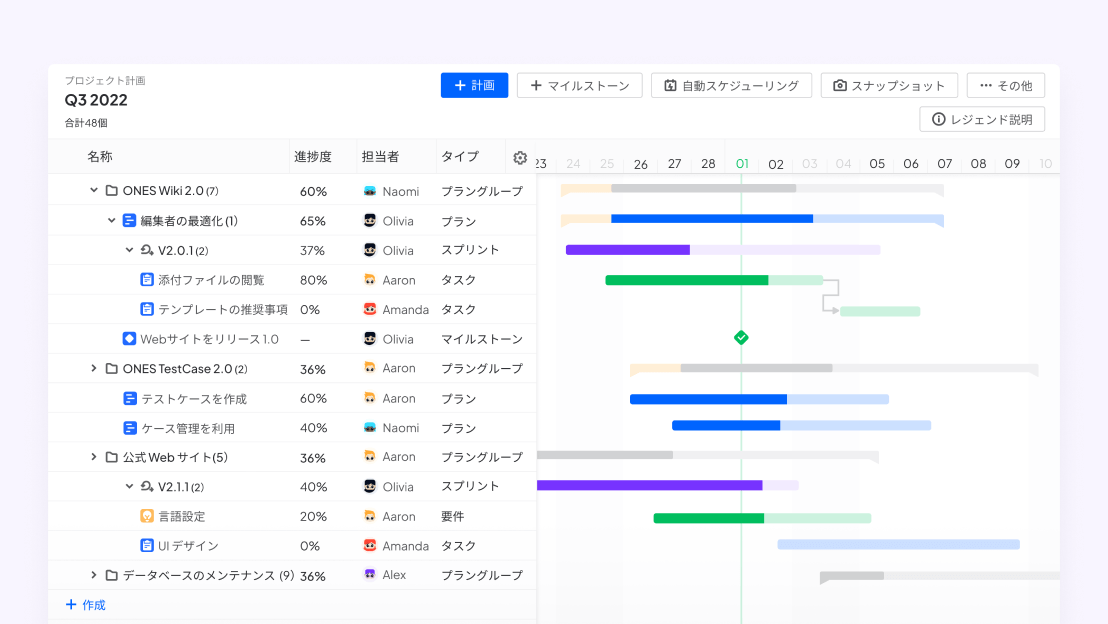 プロジェクト計画
Q3 2022
合計48個
計画 マイルストーン 自動スケジューリング スナップショット その他
レジェンド説明
名称 進捗度 担当者 タイプ 23 24 25 26 27 28 01 02 03 04 05 06 07 08 09 10
ONES Wiki 2.0 (7) 60% Naomi プラングループ
編集者の最適化 (1) 65% Olivia プラン
V2.0.1 (2) 37% Olivia スプリント
添付ファイルの閲覧 80% Aaron タスク
テンプレートの推奨事項 0% Amanda タスク
Webサイトをリリース 1.0 — Olivia マイルストーン
ONES TestCase 2.0 (2) 36% Aaron プラングループ
テストケースを作成 60% Aaron プラン
ケース管理を利用 40% Naomi プラン
公式 Web サイト(5) 36% Aaron プラングループ
V2.1.1 (2) 40% Olivia スプリント
言語設定 20% Aaron 要件
UI デザイン 0% Amanda タスク
データベースのメンテナンス (9) 36% Alex プラングループ
作成